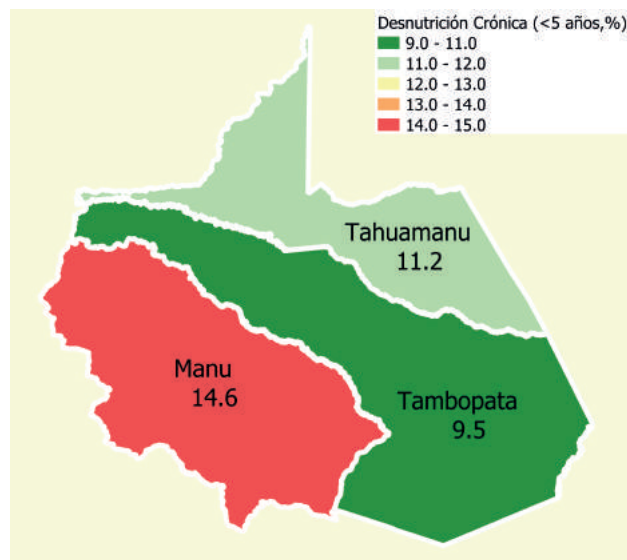 Desnutrición Crónica (<5 años,%)
9.0 - 11.0
11.0 - 12.0
12.0 - 13.0
13.0 - 14.0
14.0 - 15.0
Tahuamanu
11.2
Manu
14.6
Tambopata
9.5